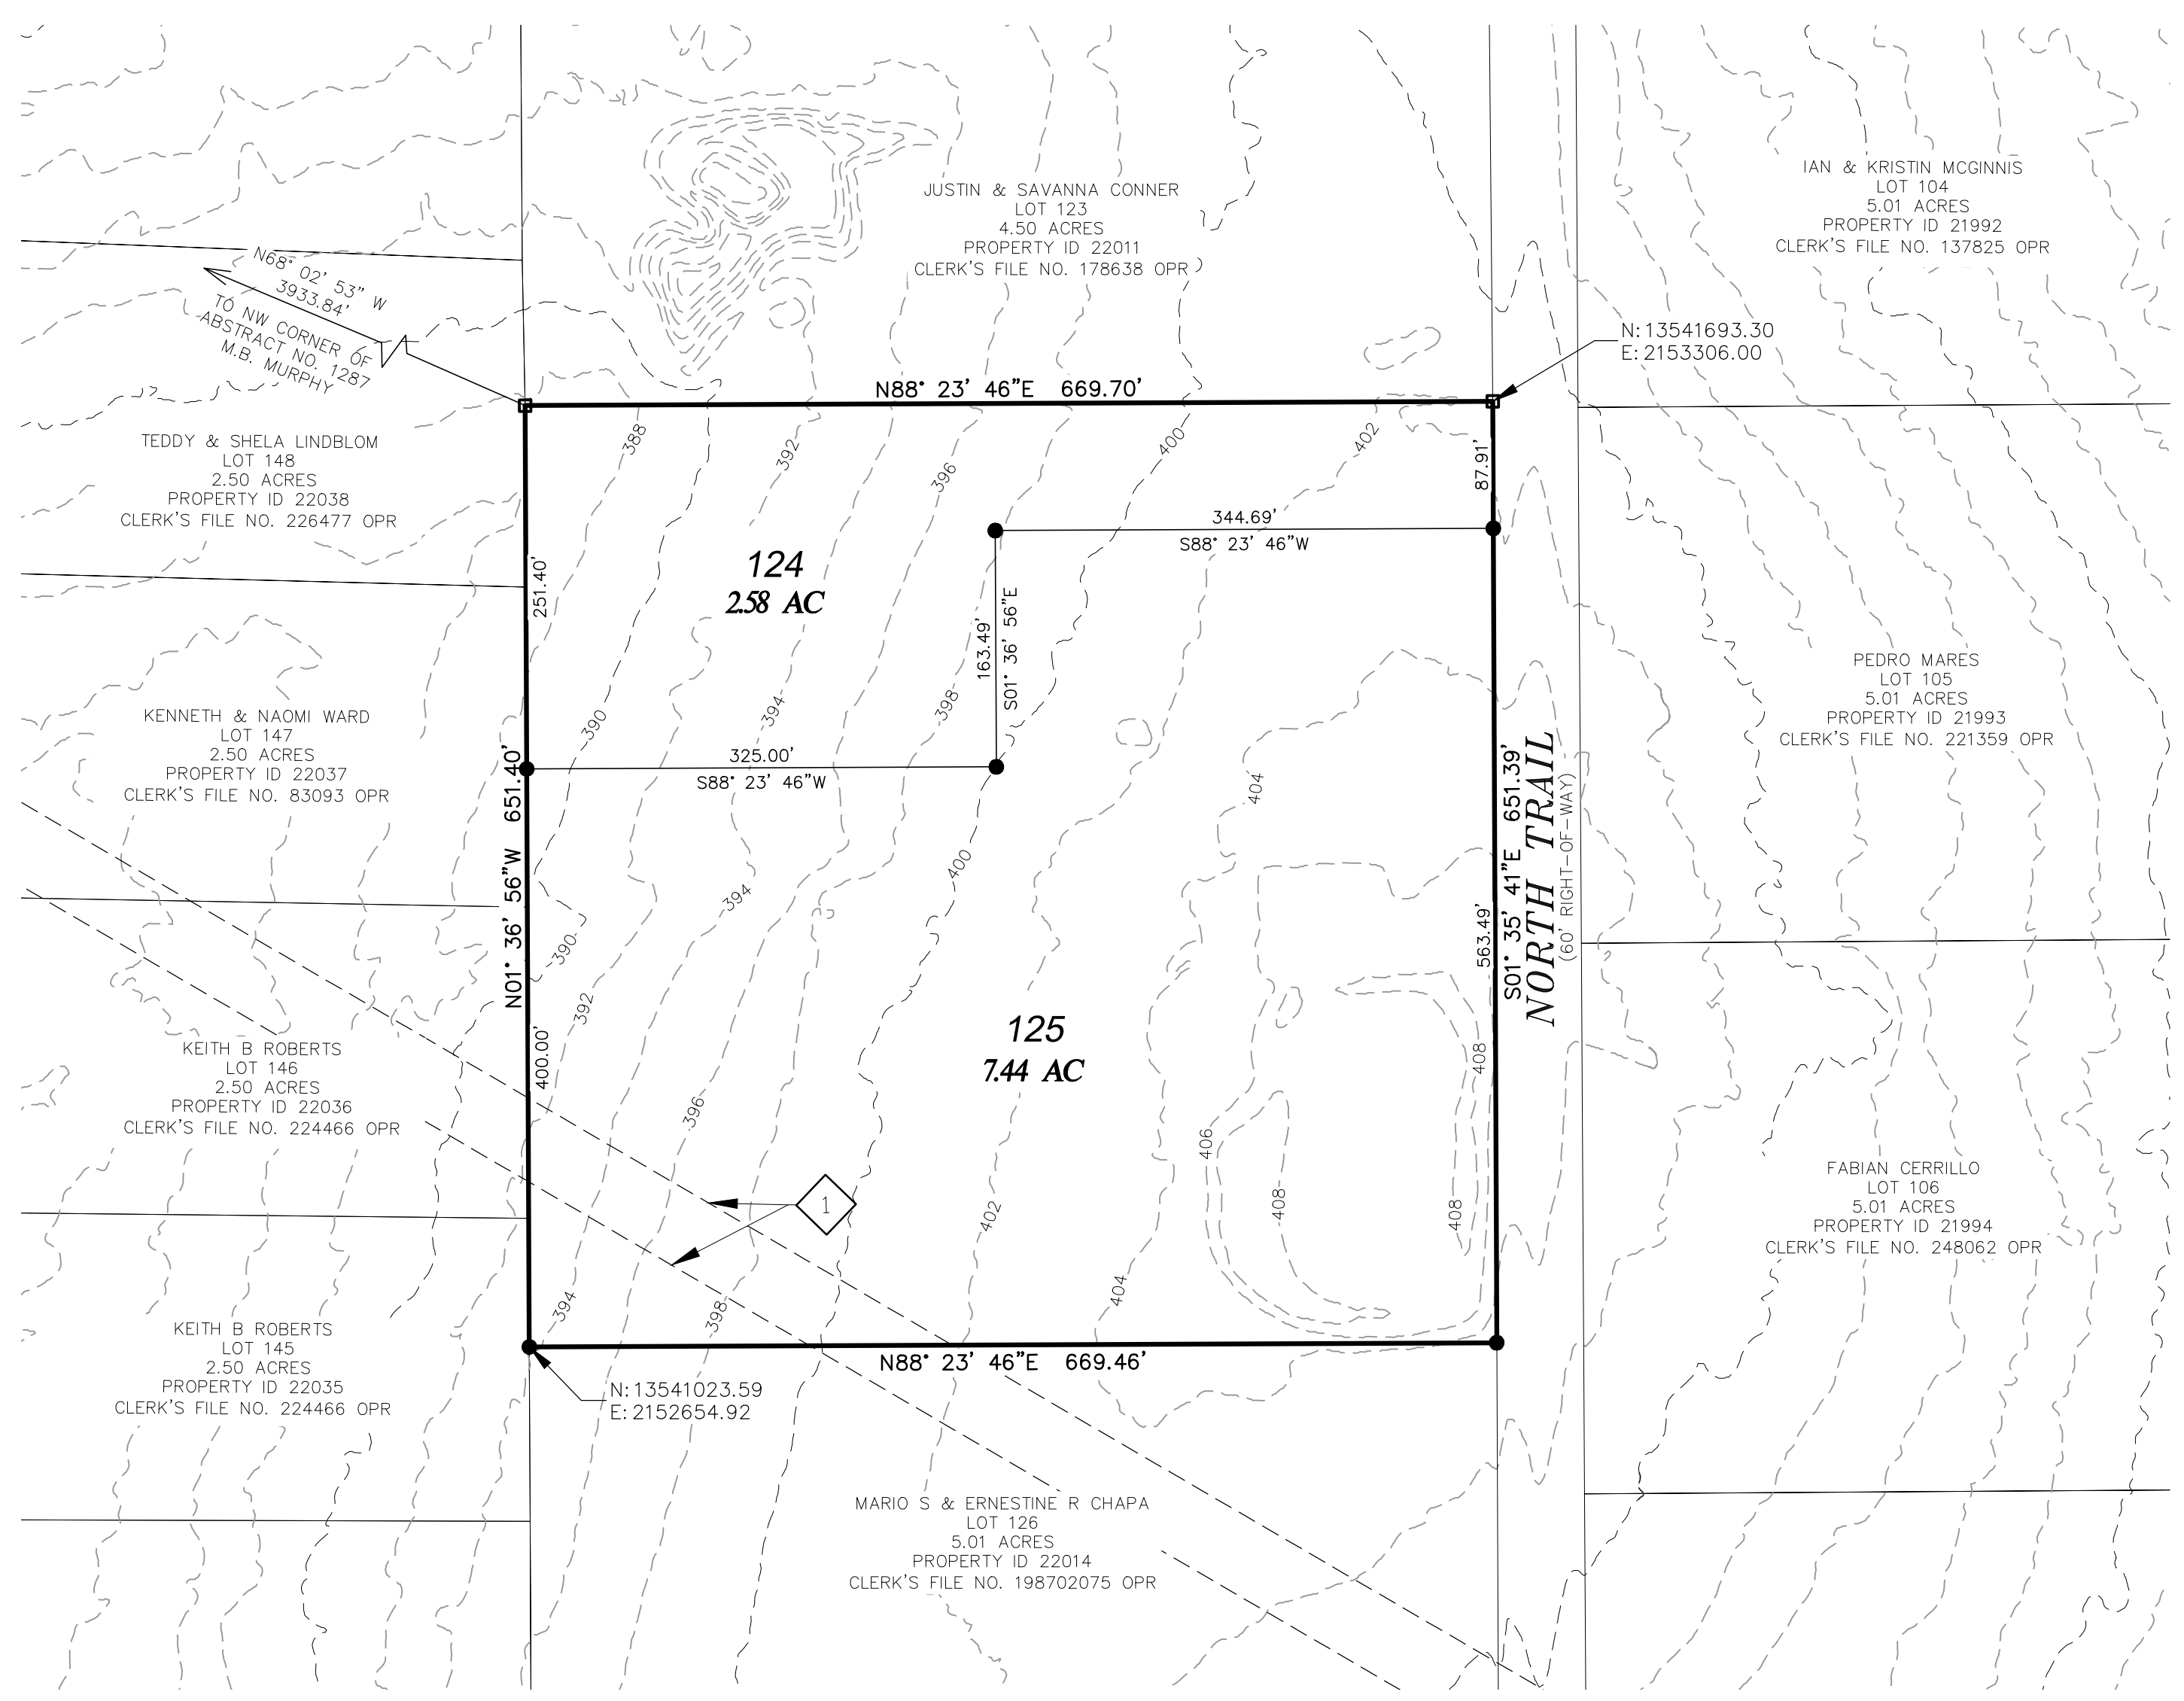 JUSTIN & SAVANNA CONNER
LOT 123
4.50 ACRES
PROPERTY ID 22011
CLERK'S FILE NO. 178638 OPR
IAN & KRISTIN MCGINNIS
LOT 104
5.01 ACRES
PROPERTY ID 21992
CLERK'S FILE NO. 137825 OPR
N68° 02' 53" W
3933.84'
TO NW CORNER OF
ABSTRACT NO. 1287
M.B. MURPHY
N:13541693.30
E:2153306.00
N88° 23' 46"E 669.70'
TEDDY & SHELA LINDBLOM
LOT 148
2.50 ACRES
PROPERTY ID 22038
CLERK'S FILE NO. 226477 OPR
388
392
396
400
402
87.91'
344.69'
S88° 23' 46"W
124
2.58 AC
251.40'
163.49'
S01° 36' 56"E
PEDRO MARES
LOT 105
5.01 ACRES
PROPERTY ID 21993
CLERK'S FILE NO. 221359 OPR
KENNETH & NAOMI WARD
LOT 147
2.50 ACRES
PROPERTY ID 22037
CLERK'S FILE NO. 83093 OPR
390
394
398
325.00'
S88° 23' 46"W
404
N01° 36' 56"W 651.40'
S01° 35' 41"E 651.39'
NORTH TRAIL
(60' RIGHT-OF-WAY)
563.49'
400
394
390
392
400.00'
125
7.44 AC
408
KEITH B ROBERTS
LOT 146
2.50 ACRES
PROPERTY ID 22036
CLERK'S FILE NO. 224466 OPR
396
406
1
402
408
408
FABIAN CERRILLO
LOT 106
5.01 ACRES
PROPERTY ID 21994
CLERK'S FILE NO. 248062 OPR
394
398
404
KEITH B ROBERTS
LOT 145
2.50 ACRES
PROPERTY ID 22035
CLERK'S FILE NO. 224466 OPR
N88° 23' 46"E 669.46'
N:13541023.59
E:2152654.92
MARIO S & ERNESTINE R CHAPA
LOT 126
5.01 ACRES
PROPERTY ID 22014
CLERK'S FILE NO. 198702075 OPR